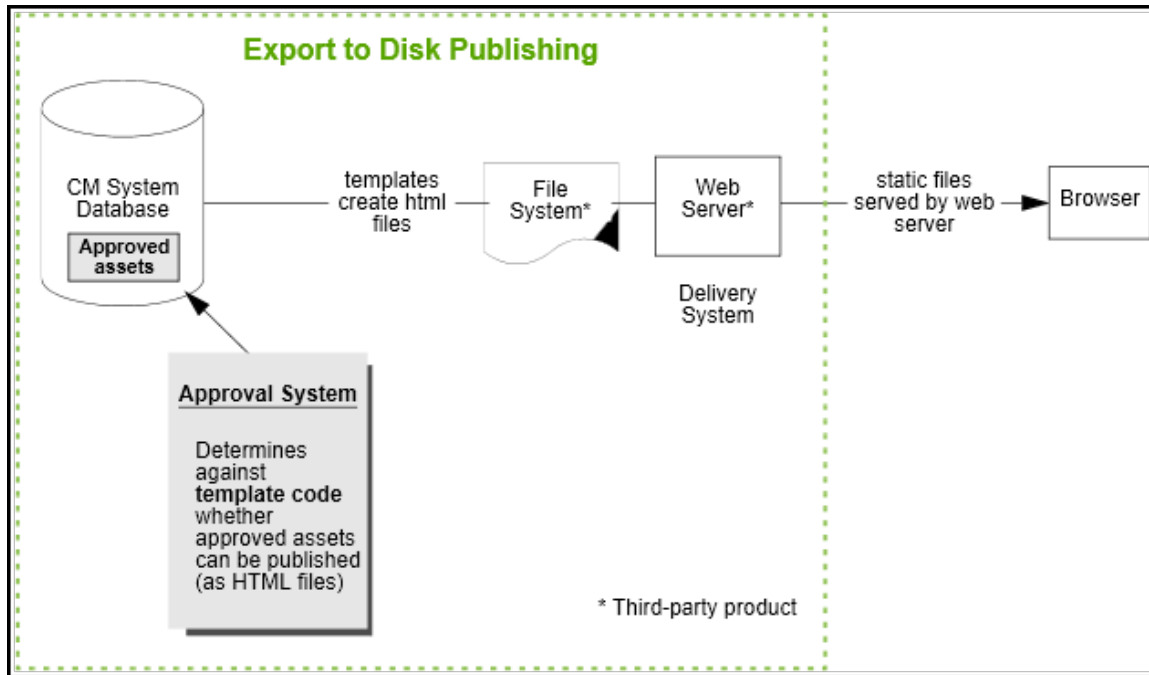 Export to Disk Publishing
CM System
Database
Approved
assets
templates
create html
files
File
System*
Web
Server*
Delivery
System
static files
served by web
server
Browser
Approval System
Determines
against
template code
whether
approved assets
can be published
(as HTML files)
* Third-party product